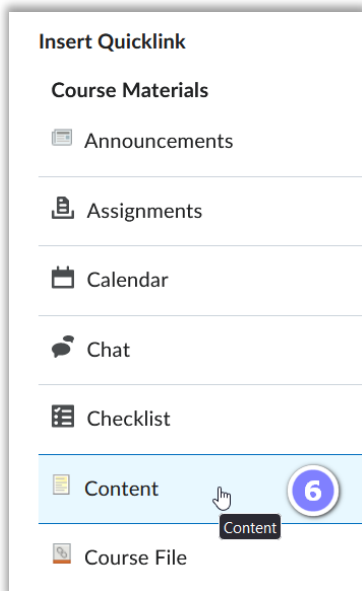 Insert Quicklink
Course Materials
Announcements
Assignments
Calendar
Chat
Checklist
Content
6
Content
Course File